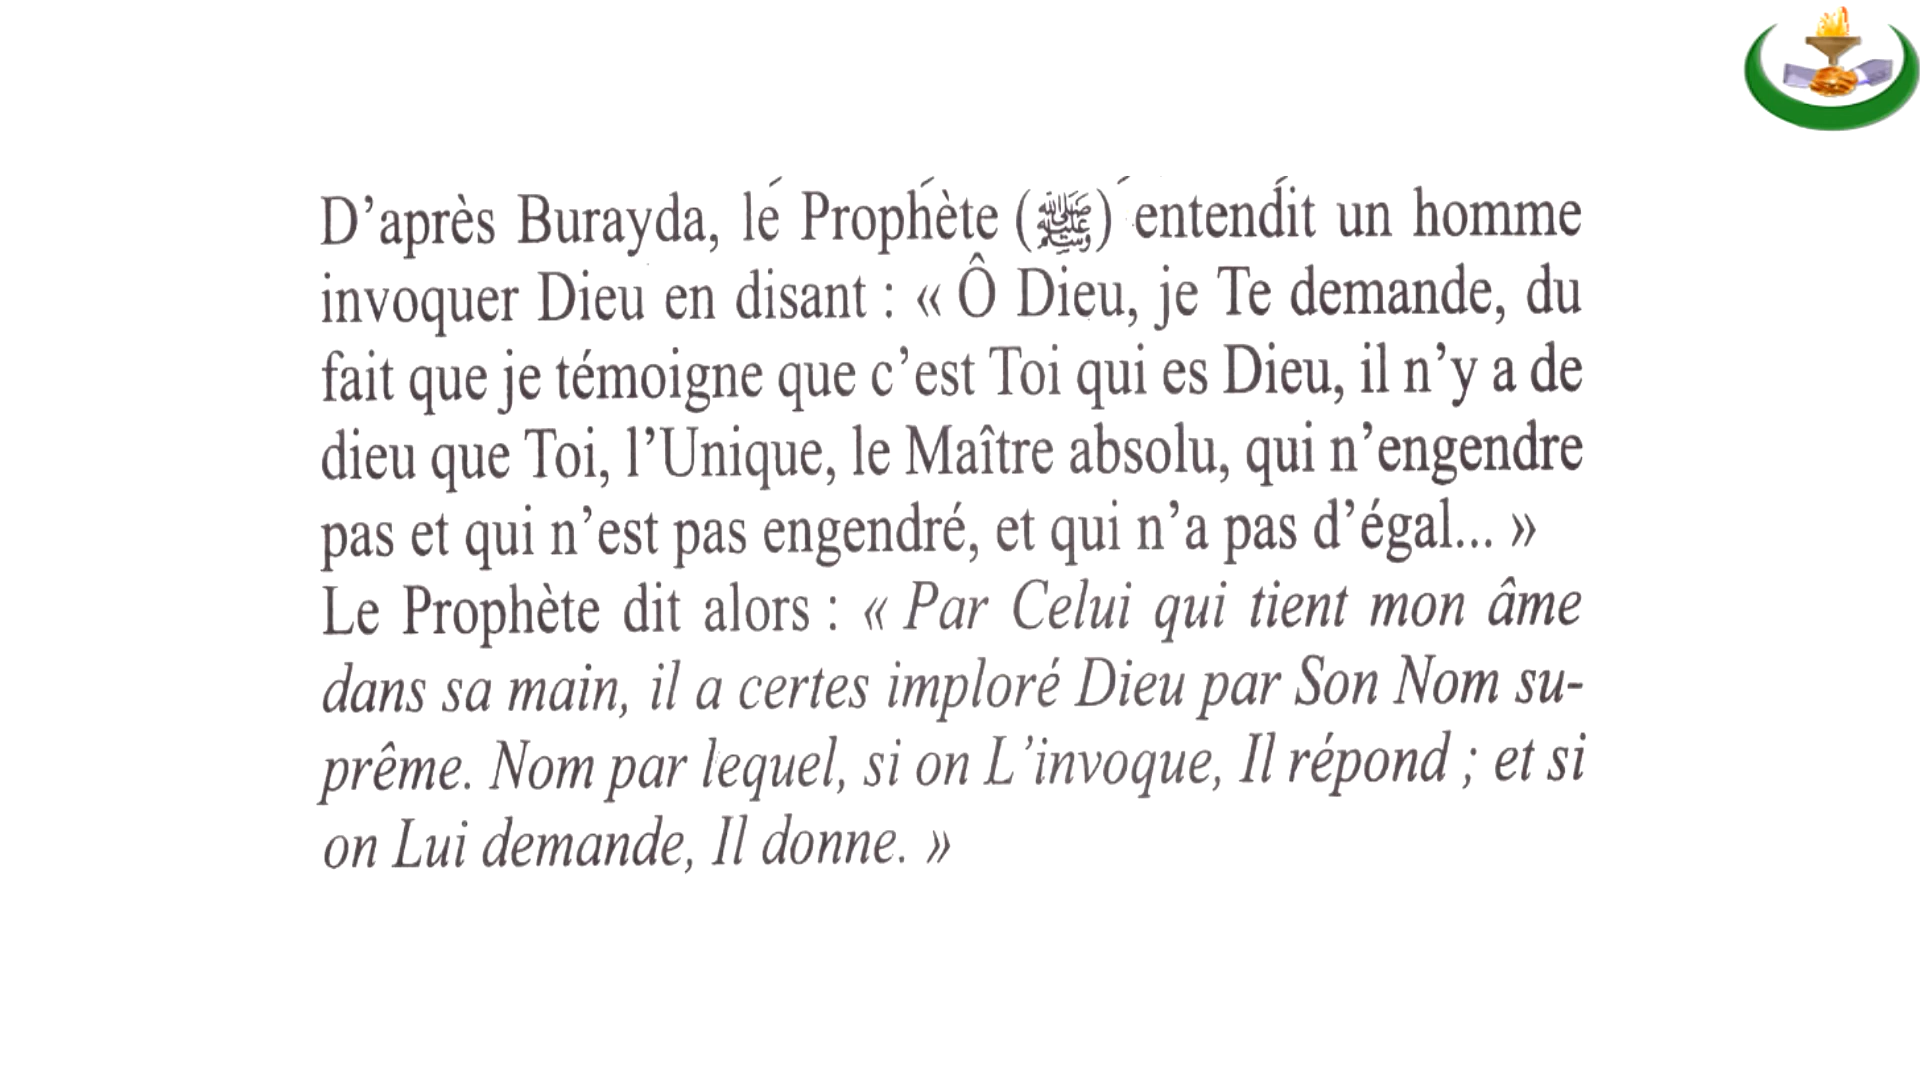 D’après Burayda, le Prophète (ﷺ) entendit un homme
invoquer Dieu en disant : « Ô Dieu, je Te demande, du
fait que je témoigne que c’est Toi qui es Dieu, il n’y a de
dieu que Toi, l’Unique, le Maître absolu, qui n’engendre
pas et qui n’est pas engendré, et qui n’a pas d’égal... »
Le Prophète dit alors : « Par Celui qui tient mon âme
dans sa main, il a certes imploré Dieu par Son Nom su-
prême. Nom par lequel, si on L’invoque, Il répond ; et si
on Lui demande, Il donne. »